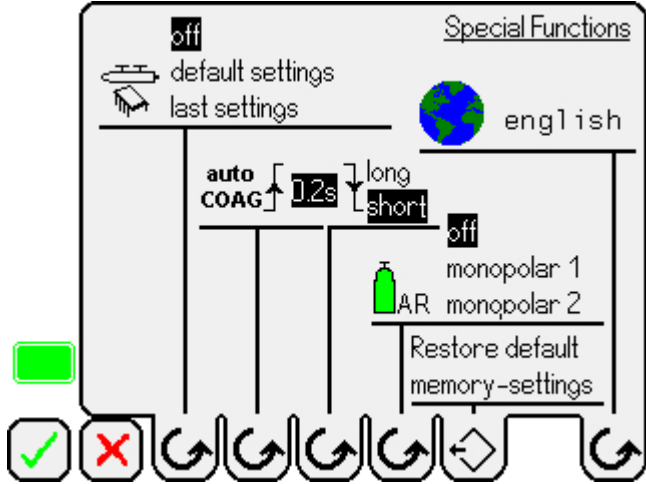 off
Special Functions
default settings
last settings
english
auto
COAG
0.2s
long
short
off
monopolar 1
AR monopolar 2
Restore default
memory-settings